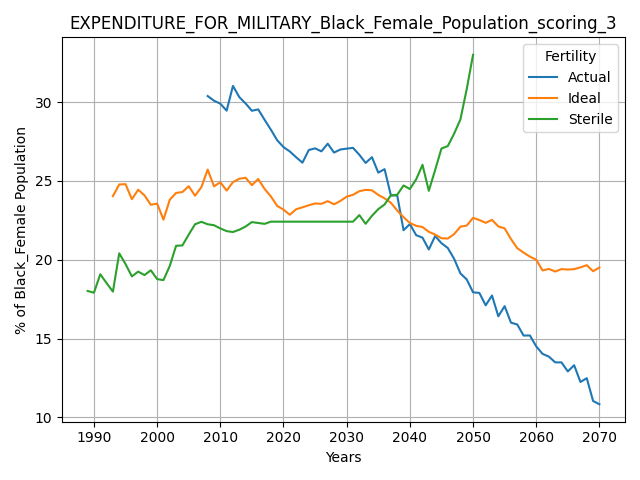 EXPENDITURE_FOR_MILITARY_Black_Female_Population_scoring_3
Fertility
Actual
Ideal
Sterile
% of Black_Female Population
30
25
20
15
10
1990 2000 2010 2020 2030 2040 2050 2060 2070
Years